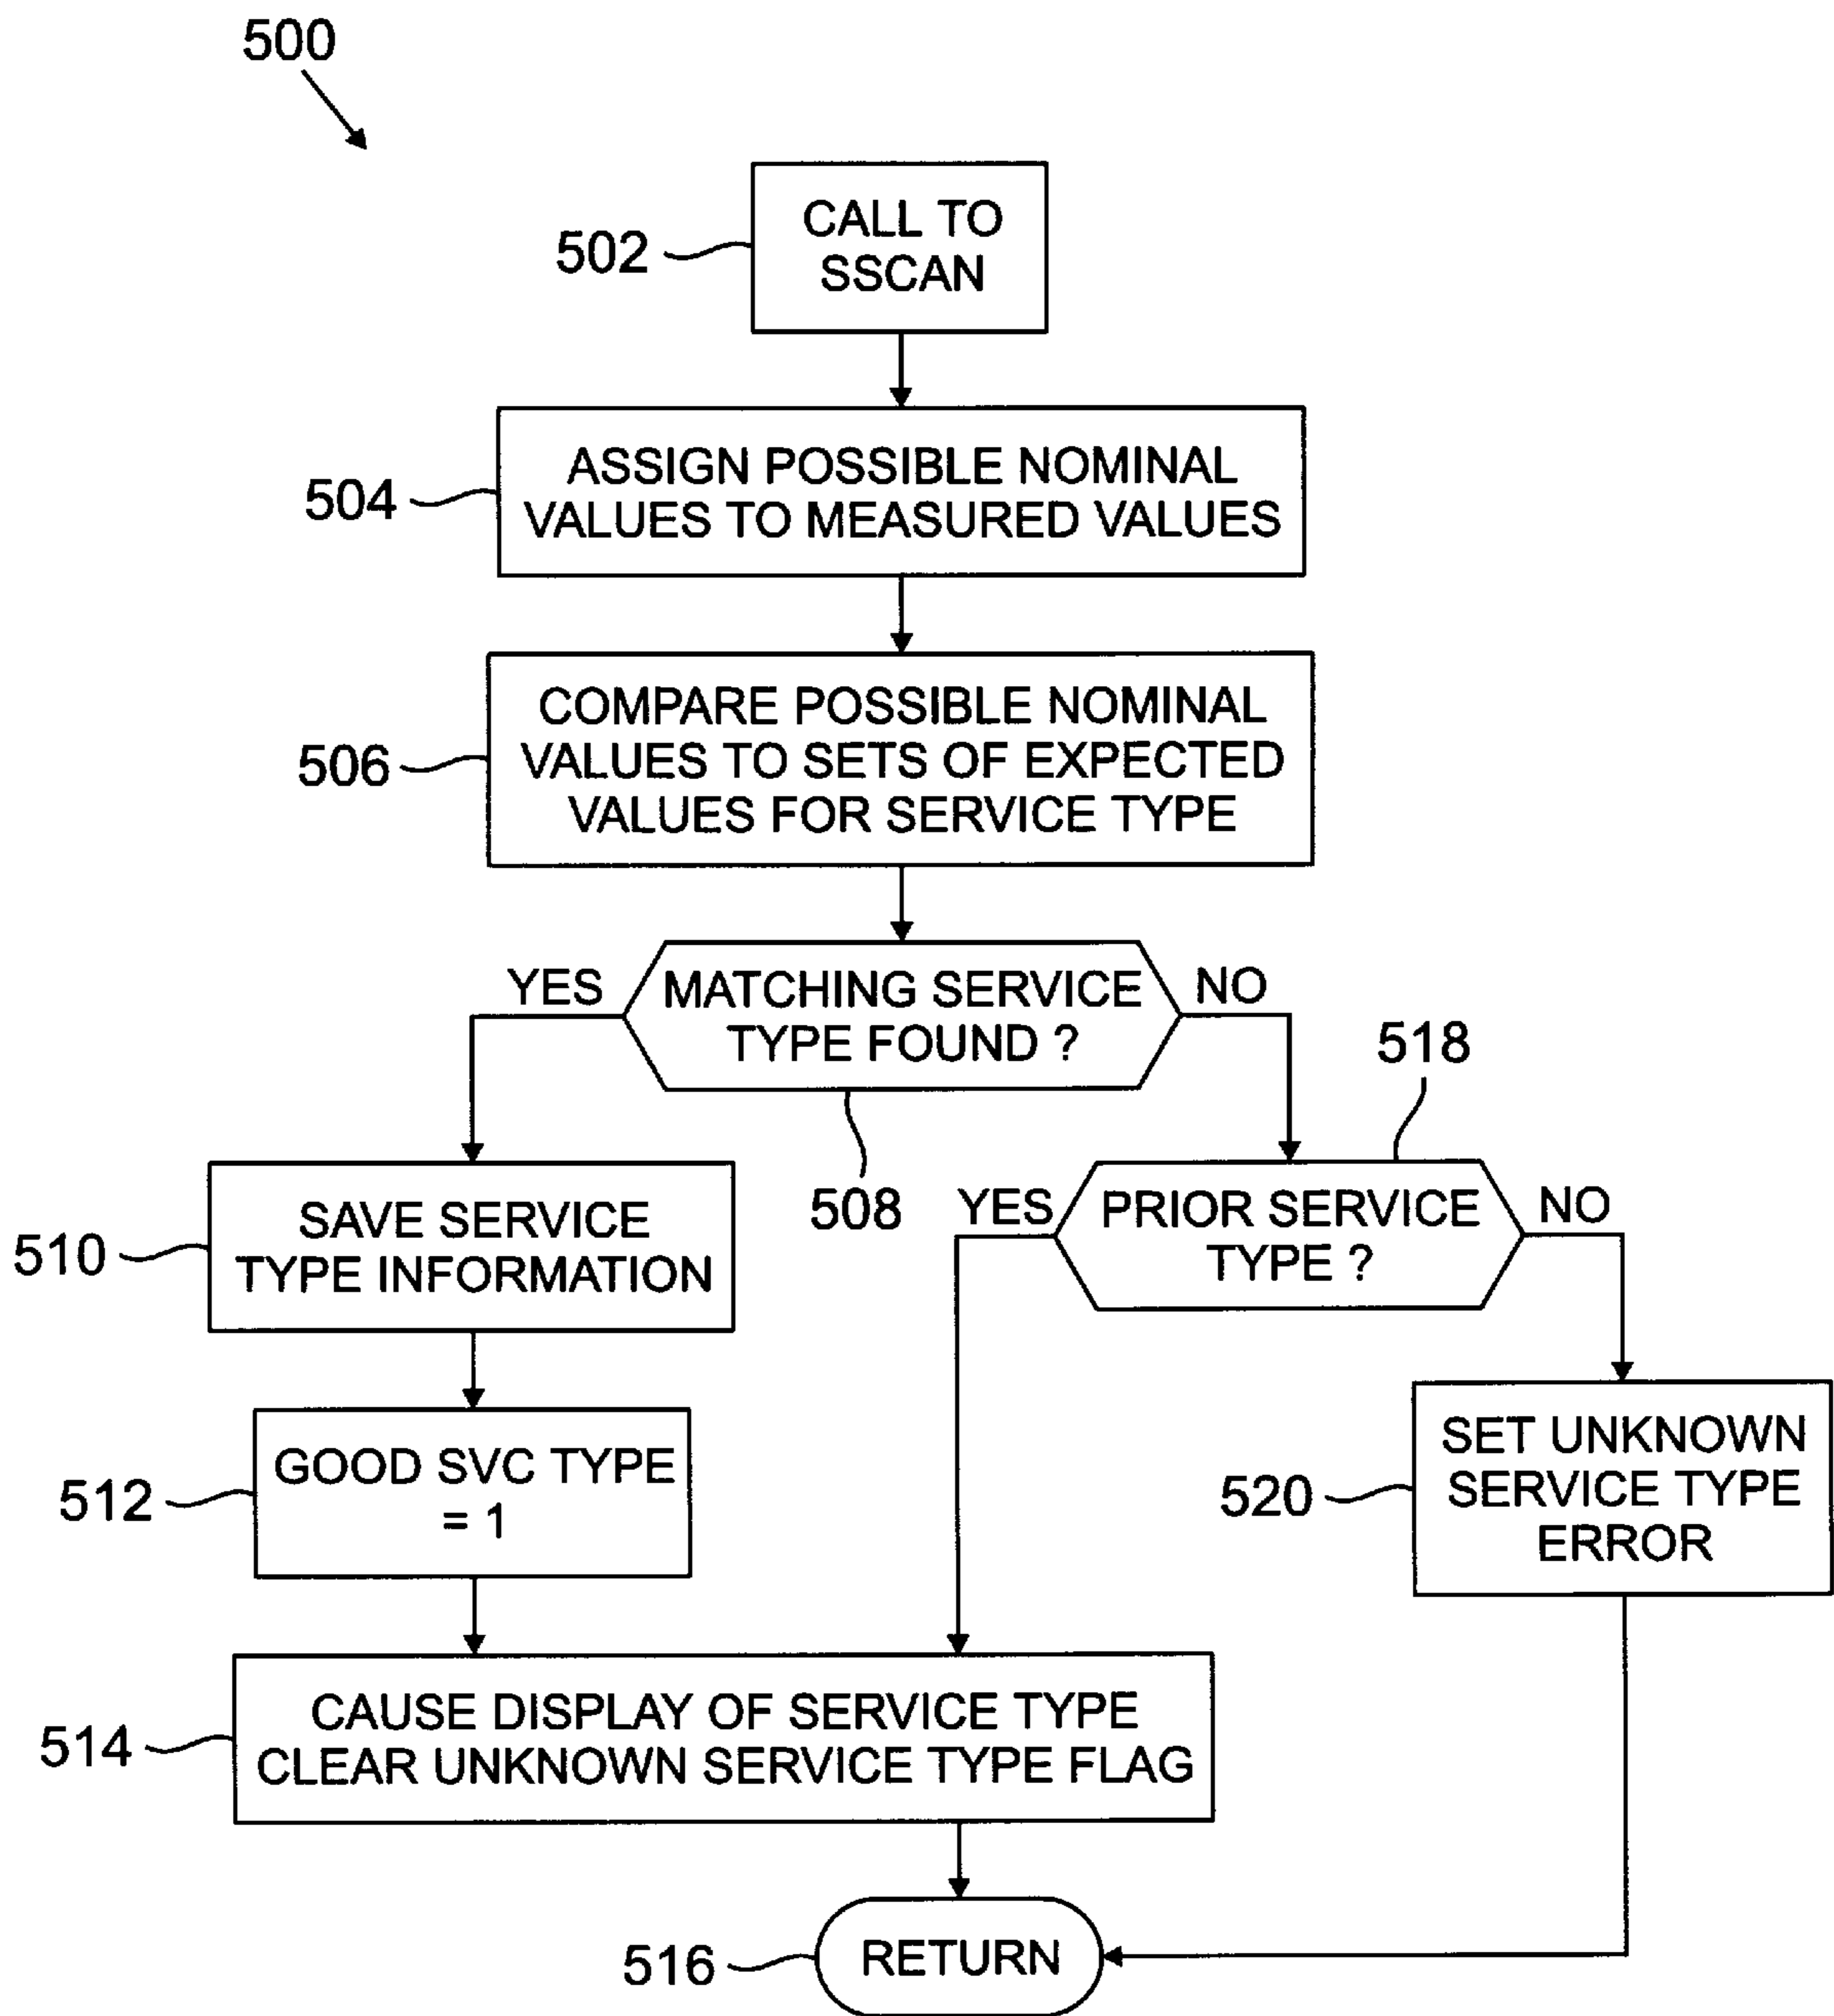 500
CALL TO
SSCAN
502
ASSIGN POSSIBLE NOMINAL
VALUES TO MEASURED VALUES
504
COMPARE POSSIBLE NOMINAL
VALUES TO SETS OF EXPECTED
VALUES FOR SERVICE TYPE
506
YES
MATCHING SERVICE
TYPE FOUND ?
NO
508
518
SAVE SERVICE
TYPE INFORMATION
510
YES
PRIOR SERVICE
TYPE ?
NO
GOOD SVC TYPE
= 1
512
SET UNKNOWN
SERVICE TYPE
ERROR
520
CAUSE DISPLAY OF SERVICE TYPE
CLEAR UNKNOWN SERVICE TYPE FLAG
514
RETURN
516